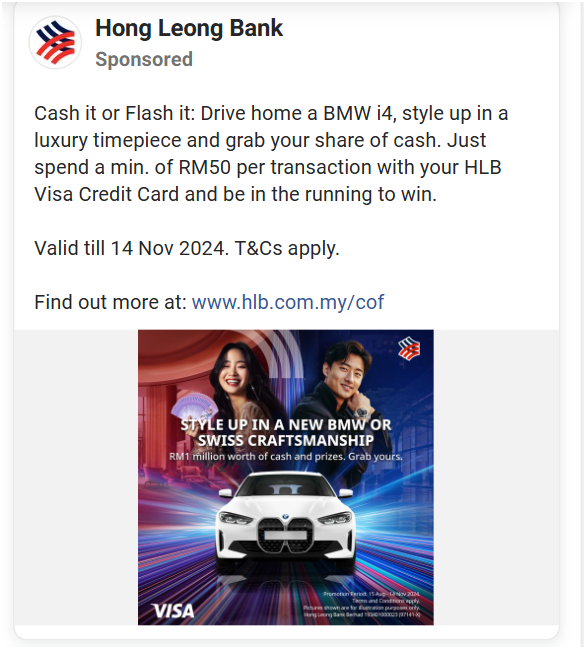 Hong Leong Bank
Sponsored
Cash it or Flash it: Drive home a BMW i4, style up in a
luxury timepiece and grab your share of cash. Just
spend a min. of RM50 per transaction with your HLB
Visa Credit Card and be in the running to win.
Valid till 14 Nov 2024. T&Cs apply.
Find out more at: www.hlb.com.my/cof
STYLE UP IN A NEW BMW OR
SWISS CRAFTSMANSHIP
RM1 million worth of cash and prizes. Grab yours.
VISA
Promotion Period: 11 Aug - 14 Nov 2024.
Terms and Conditions apply.
Pictures shown are for illustration purposes only.
Hong Leong Bank Berhad 193401000023 (97141-X)